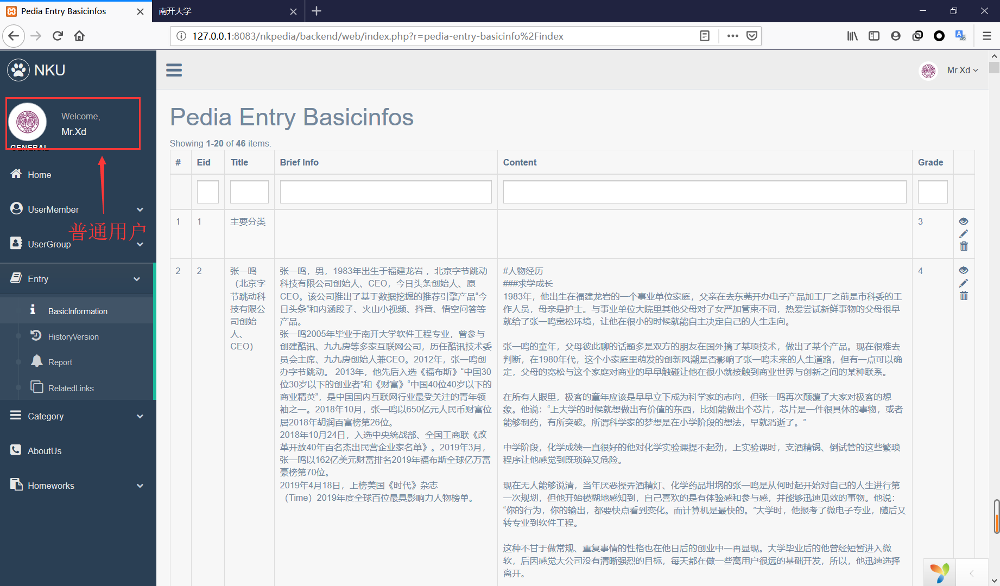 Pedia Entry Basicinfos
南开大学
127.0.0.1:8083/nkpedia/backend/web/index.php?r=pedia-entry-basicinfo%2Findex
NKU
Mr.Xd
Welcome,
Mr.Xd
GENERAL
普通用户
Home
UserMember
UserGroup
Entry
BasicInformation
HistoryVersion
Report
RelatedLinks
Category
AboutUs
Homeworks
Pedia Entry Basicinfos
Showing 1-20 of 46 items.
# Eid Title Brief Info Content Grade
1 1 主要分类 3
2 2
张一鸣
（北京字
节跳动科
技有限公
司创始
人、
CEO）
张一鸣，男，1983年出生于福建龙岩 ，北京字节跳动
科技有限公司创始人、CEO，今日头条创始人、原
CEO。该公司推出了基于数据挖掘的推荐引擎产品“今
日头条”和内涵段子、火山小视频、抖音、悟空问答等
产品。
张一鸣2005年毕业于南开大学软件工程专业，曾参与
创建酷讯、九九房等多家互联网公司，历任酷讯技术委
员会主席、九九房创始人兼CEO。2012年，张一鸣创
办字节跳动。 2013年，他先后入选《福布斯》“中国30
位30岁以下的创业者”和《财富》“中国40位40岁以下的
商业精英”，是中国国内互联网行业最受关注的青年领
袖之一。2018年10月，张一鸣以650亿元人民币财富位
居2018年胡润百富榜第26位。
2018年10月24日，入选中央统战部、全国工商联《改
革开放40年百名杰出民营企业家名单》。2019年3月，
张一鸣以162亿美元财富排名2019年福布斯全球亿万富
豪榜第70位。
2019年4月18日，上榜美国《时代》杂志
（Time）2019年度全球百位最具影响力人物榜单。
#人物经历
###求学成长
1983年，他出生在福建龙岩的一个事业单位家庭，父亲在去东莞开办电子产品加工厂之前是市科委的工
作人员，母亲是护士。与事业单位大院里其他父母对子女严加管束不同，热爱尝试新鲜事物的父母很早
就给了张一鸣宽松环境，让他在很小的时候就能自主决定自己的人生走向。
张一鸣的童年，父母彼此聊的话题多是双方的朋友在国外搞了某项技术，做出了某个产品。现在很难去
判断，在1980年代，这个小家庭里萌发的创新风潮是否影响了张一鸣未来的人生道路，但有一点可以确
定，父母的宽松与这个家庭对商业的早早触碰让他在很小就接触到商业世界与创新之间的某种联系。
在所有人眼里，极客的童年应该是早早立下成为科学家的志向，但张一鸣再次颠覆了大家对极客的想
象。他说：“上大学的时候就想做出有价值的东西，比如能做出个芯片，芯片是一件很具体的事物，或者
能够制药，有所突破。所谓科学家的梦想是在小学阶段的想法，早就消逝了。”
中学阶段，化学成绩一直很好的他对化学实验课提不起劲，上实验课时，支酒精锅、倒试管的这些繁琐
程序让他感觉到既琐碎又危险。
现在无人能够说清，当年厌恶操弄酒精灯、化学药品坩埚的张一鸣是从何时起开始对自己的人生进行第
一次规划，但他开始模糊地感知到，自己喜欢的是有体验感和参与感，并能够迅速见效的事物。他说：
“你的行为，你的输出，都要快点看到变化。而计算机是最快的。”大学时，他报考了微电子专业，随后又
转专业到软件工程。
这种不甘于做常规、重复事情的性格也在他日后的创业中一再显现。大学毕业后的他曾经短暂进入微
软，后因感觉大公司没有清晰强烈的目标，每天都在做一些离用户很远的基础开发，所以，他迅速选择
离开。
4